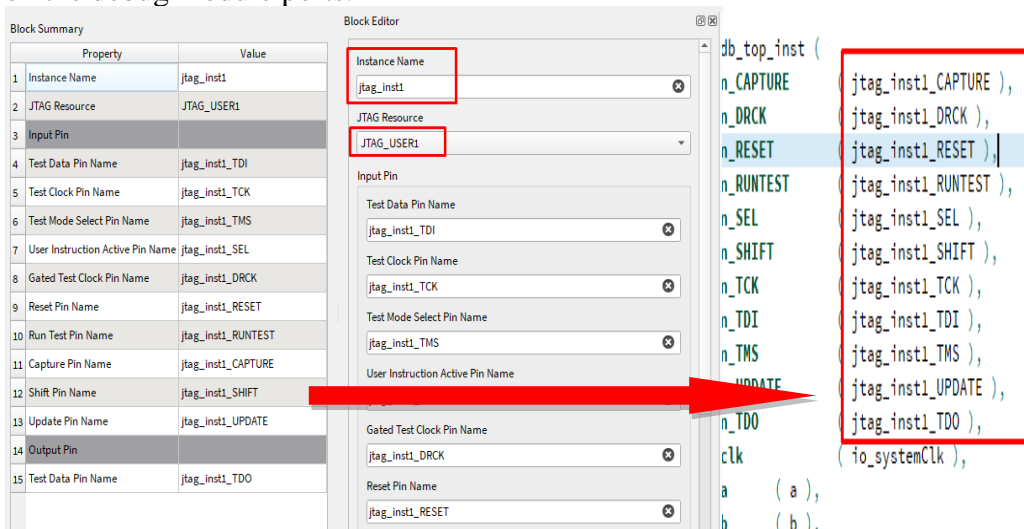 on the debug module ports.
Block Summary
Property Value
1 Instance Name jtag_inst1
2 JTAG Resource JTAG_USER1
3 Input Pin
4 Test Data Pin Name jtag_inst1_TDI
5 Test Clock Pin Name jtag_inst1_TCK
6 Test Mode Select Pin Name jtag_inst1_TMS
7 User Instruction Active Pin Name jtag_inst1_SEL
8 Gated Test Clock Pin Name jtag_inst1_DRCK
9 Reset Pin Name jtag_inst1_RESET
10 Run Test Pin Name jtag_inst1_RUNTEST
11 Capture Pin Name jtag_inst1_CAPTURE
12 Shift Pin Name jtag_inst1_SHIFT
13 Update Pin Name jtag_inst1_UPDATE
14 Output Pin
15 Test Data Pin Name jtag_inst1_TDO
Block Editor
Instance Name
jtag_inst1
JTAG Resource
JTAG_USER1
Input Pin
Test Data Pin Name
jtag_inst1_TDI
Test Clock Pin Name
jtag_inst1_TCK
Test Mode Select Pin Name
jtag_inst1_TMS
User Instruction Active Pin Name
Gated Test Clock Pin Name
jtag_inst1_DRCK
Reset Pin Name
jtag_inst1_RESET
db_top_inst (
n_CAPTURE ( jtag_inst1_CAPTURE ),
n_DRCK ( jtag_inst1_DRCK ),
n_RESET ( jtag_inst1_RESET ),
n_RUNTEST ( jtag_inst1_RUNTEST ),
n_SEL ( jtag_inst1_SEL ),
n_SHIFT ( jtag_inst1_SHIFT ),
n_TCK ( jtag_inst1_TCK ),
n_TDI ( jtag_inst1_TDI ),
n_TMS ( jtag_inst1_TMS ),
UPDATE ( jtag_inst1_UPDATE ),
n_TDO ( jtag_inst1_TDO ),
clk ( io_systemClk ),
a ( a ),
b ( b ),